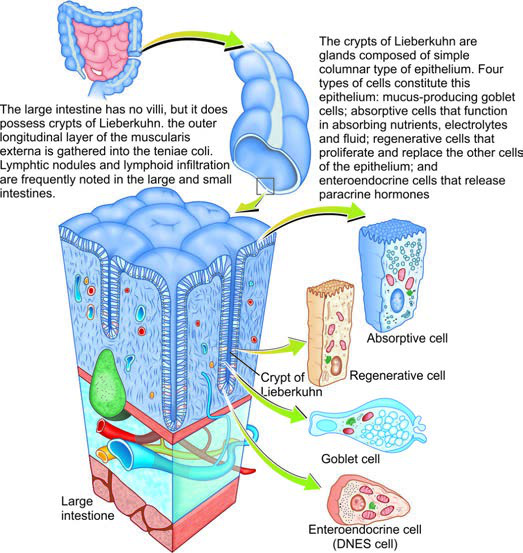 The crypts of Lieberkuhn are
glands composed of simple
columnar type of epithelium. Four
types of cells constitute this
epithelium: mucus-producing goblet
cells; absorptive cells that function
in absorbing nutrients, electrolytes
and fluid; regenerative cells that
proliferate and replace the other cells
of the epithelium; and
enteroendocrine cells that release
paracrine hormones
The large intestine has no villi, but it does
possess crypts of Lieberkuhn. the outer
longitudinal layer of the muscularis
externa is gathered into the teniae coli.
Lymphtic nodules and lymphoid infiltration
are frequently noted in the large and small
intestines.
Absorptive cell
Regenerative cell
Crypt of
Lieberkuhn
Goblet cell
Large
intestione
Enteroendocrine cell
(DNES cell)